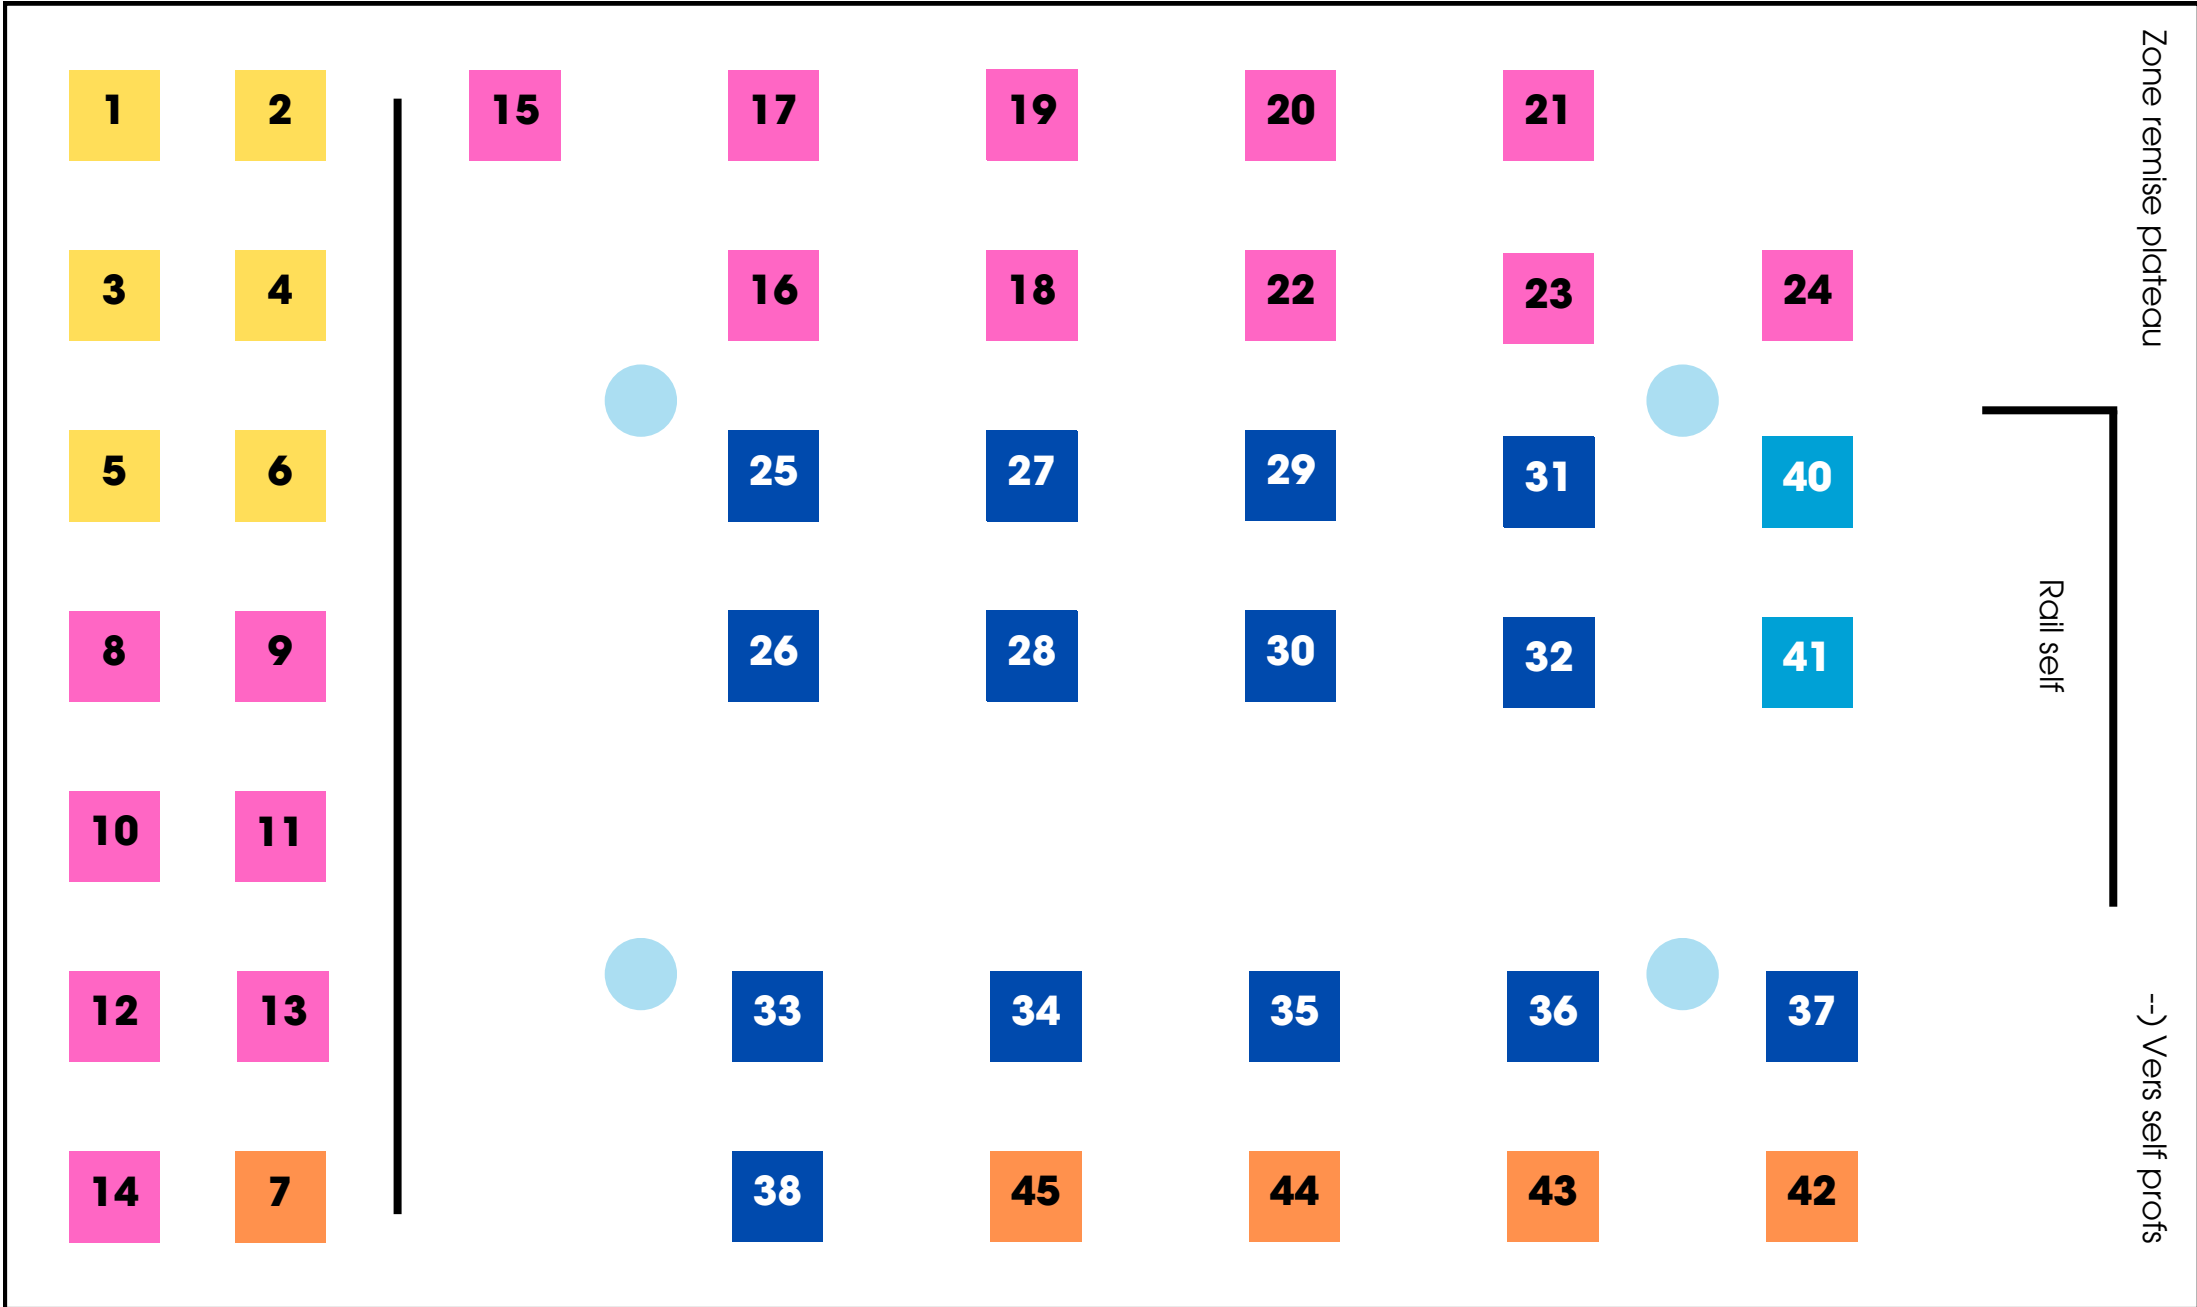 1 2 15 17 19 20 21
3 4 16 18 22 23 24
5 6 25 27 29 31 40
8 9 26 28 30 32 41
10 11
12 13 33 34 35 36 37
14 7 38 45 44 43 42
Zone remise plateau
Rail self
--) Vers self profs